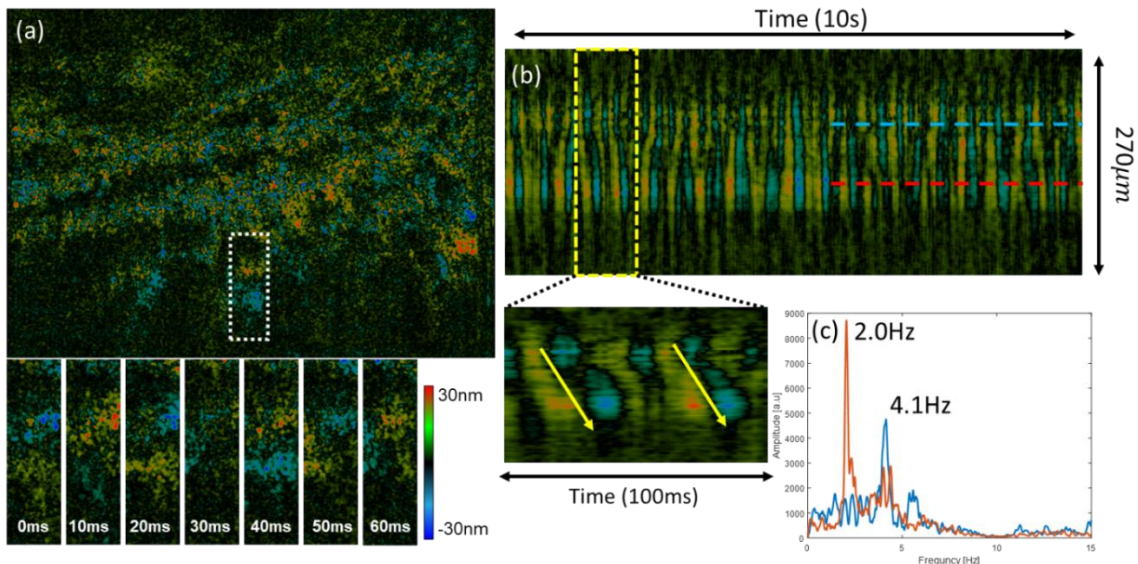 (a)
Time (10s)
(b)
270μm
0ms
10ms
20ms
30ms
40ms
50ms
60ms
30nm
-30nm
Time (100ms)
(c)
2.0Hz
4.1Hz
Amplitude [a.u]
9000
8000
7000
6000
5000
4000
3000
2000
1000
0
0
5
10
15
Freguncy [Hz]